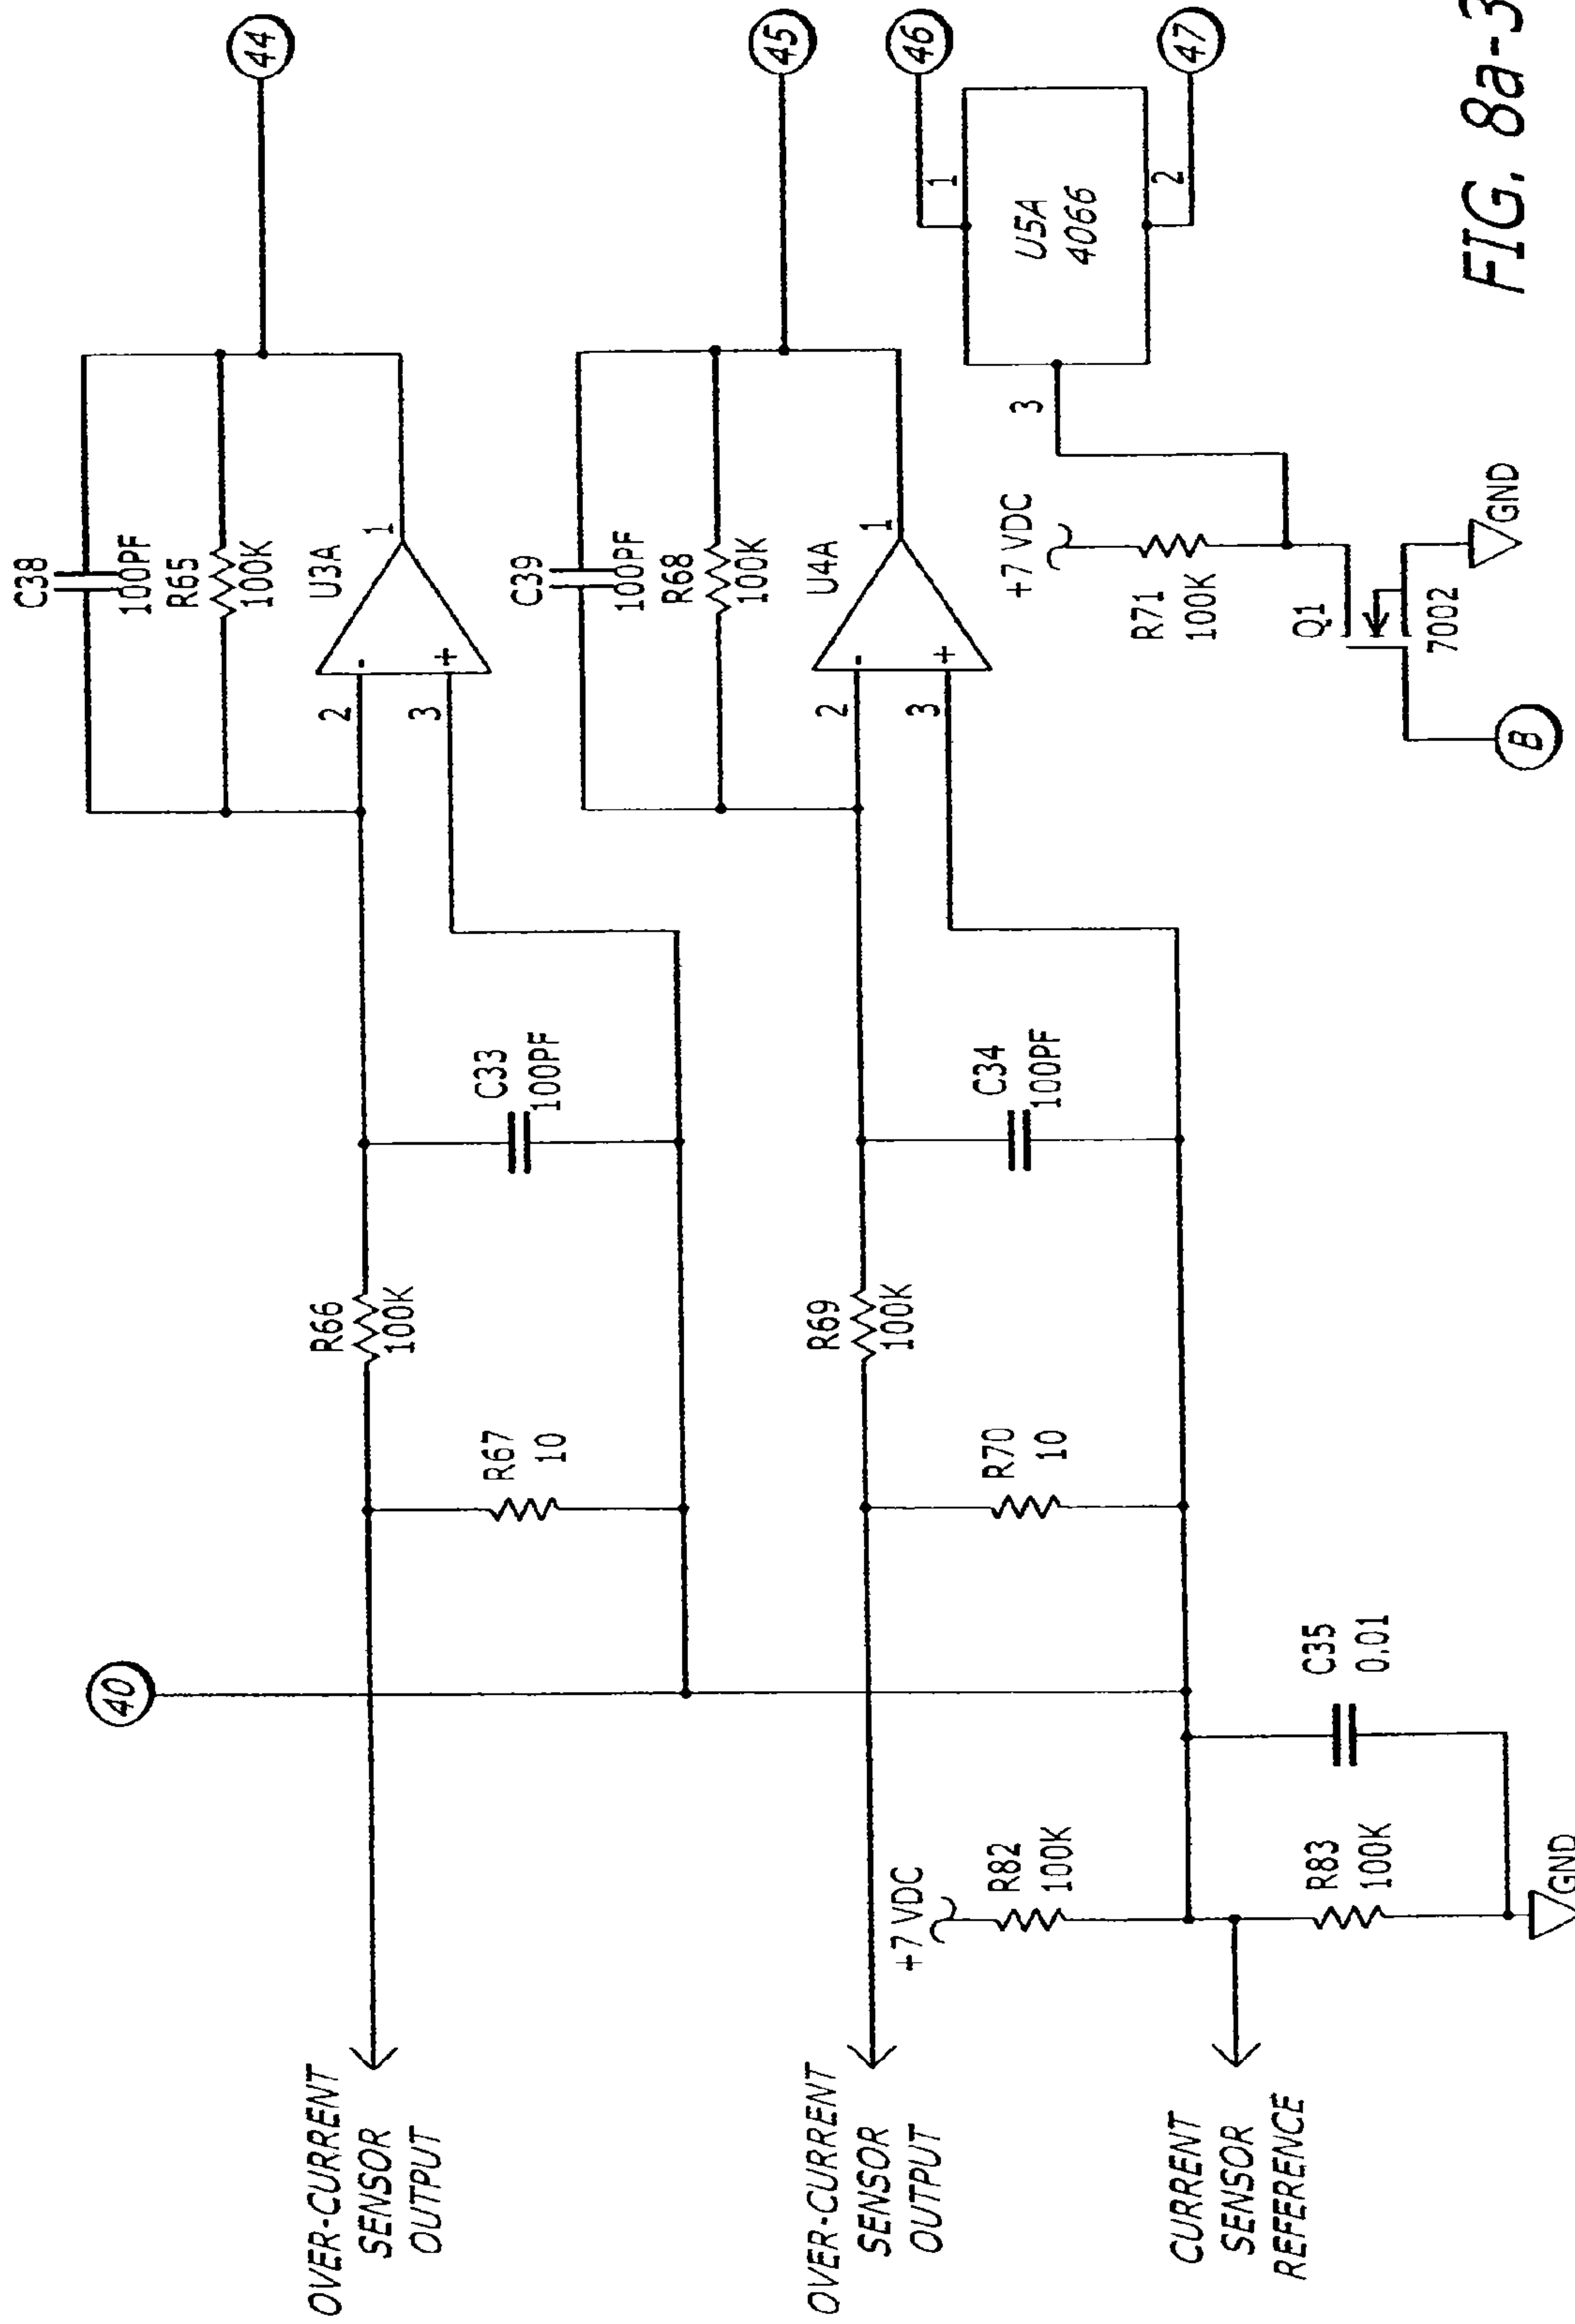 44
C38
100PF
R65
100K
U3A
1
2
-
3
+
R66
100K
C33
100PF
R67
10
40
OVER-CURRENT
SENSOR
OUTPUT
45
C39
100PF
R68
100K
U4A
1
2
-
3
+
R69
100K
C34
100PF
R70
10
OVER-CURRENT
SENSOR
OUTPUT
46
1
U5A
4066
2
47
3
+7 VDC
R71
100K
Q1
7002
GND
B
+7 VDC
R82
100K
R83
100K
C35
0.01
GND
CURRENT
SENSOR
REFERENCE
FIG. 8a-3